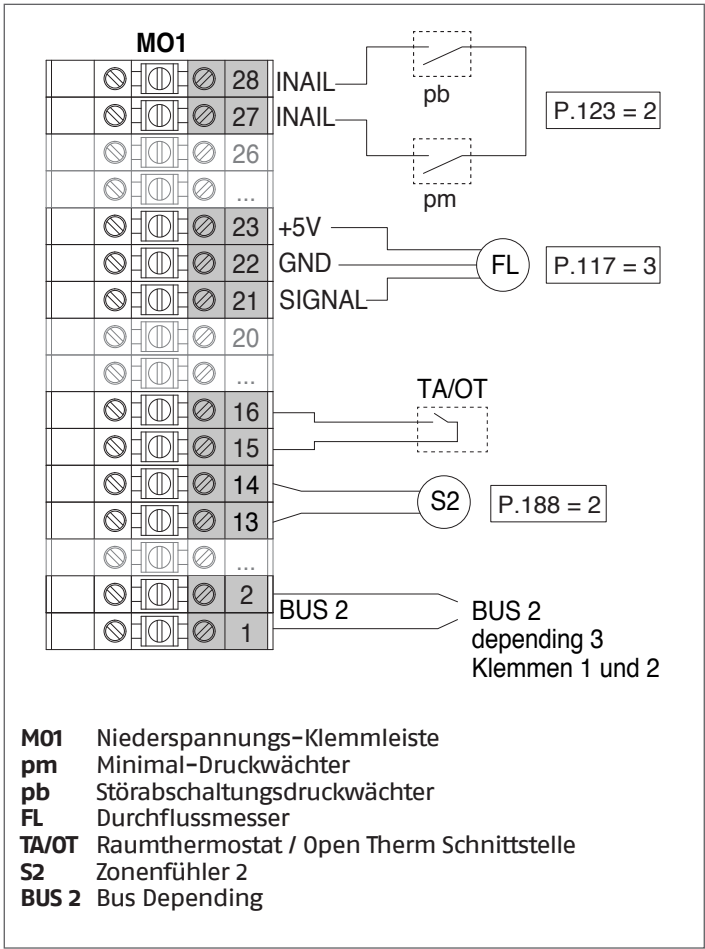 MO1
28 INAIL
pb
27 INAIL
P.123 = 2
26
...
pm
23 +5V
22 GND
FL
P.117 = 3
21 SIGNAL
20
...
TA/OT
16
15
14
S2
P.188 = 2
13
...
2
BUS 2
BUS 2
1
depending 3
Klemmen 1 und 2
MO1 Niederspannungs-Klemmleiste
pm Minimal-Druckwächter
pb Störabschaltungsdruckwächter
FL Durchflussmesser
TA/OT Raumthermostat / Open Therm Schnittstelle
S2 Zonenfühler 2
BUS 2 Bus Depending